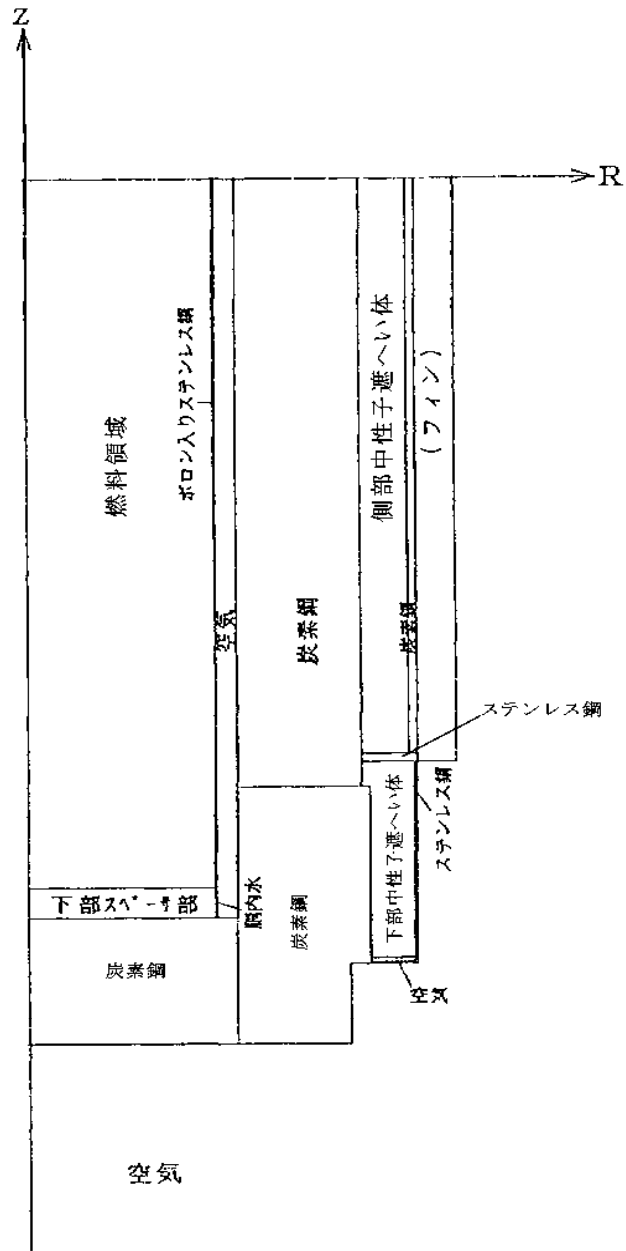 Z
R
燃料領域
ボロン入りステンレス鋼
空気
炭素鋼
側部中性子遮へい体
炭素鋼
(フィン)
ステンレス鋼
下部中性子遮へい体
ステンレス鋼
下部スペーサ部
胴内水
炭素鋼
炭素鋼
空気
空気